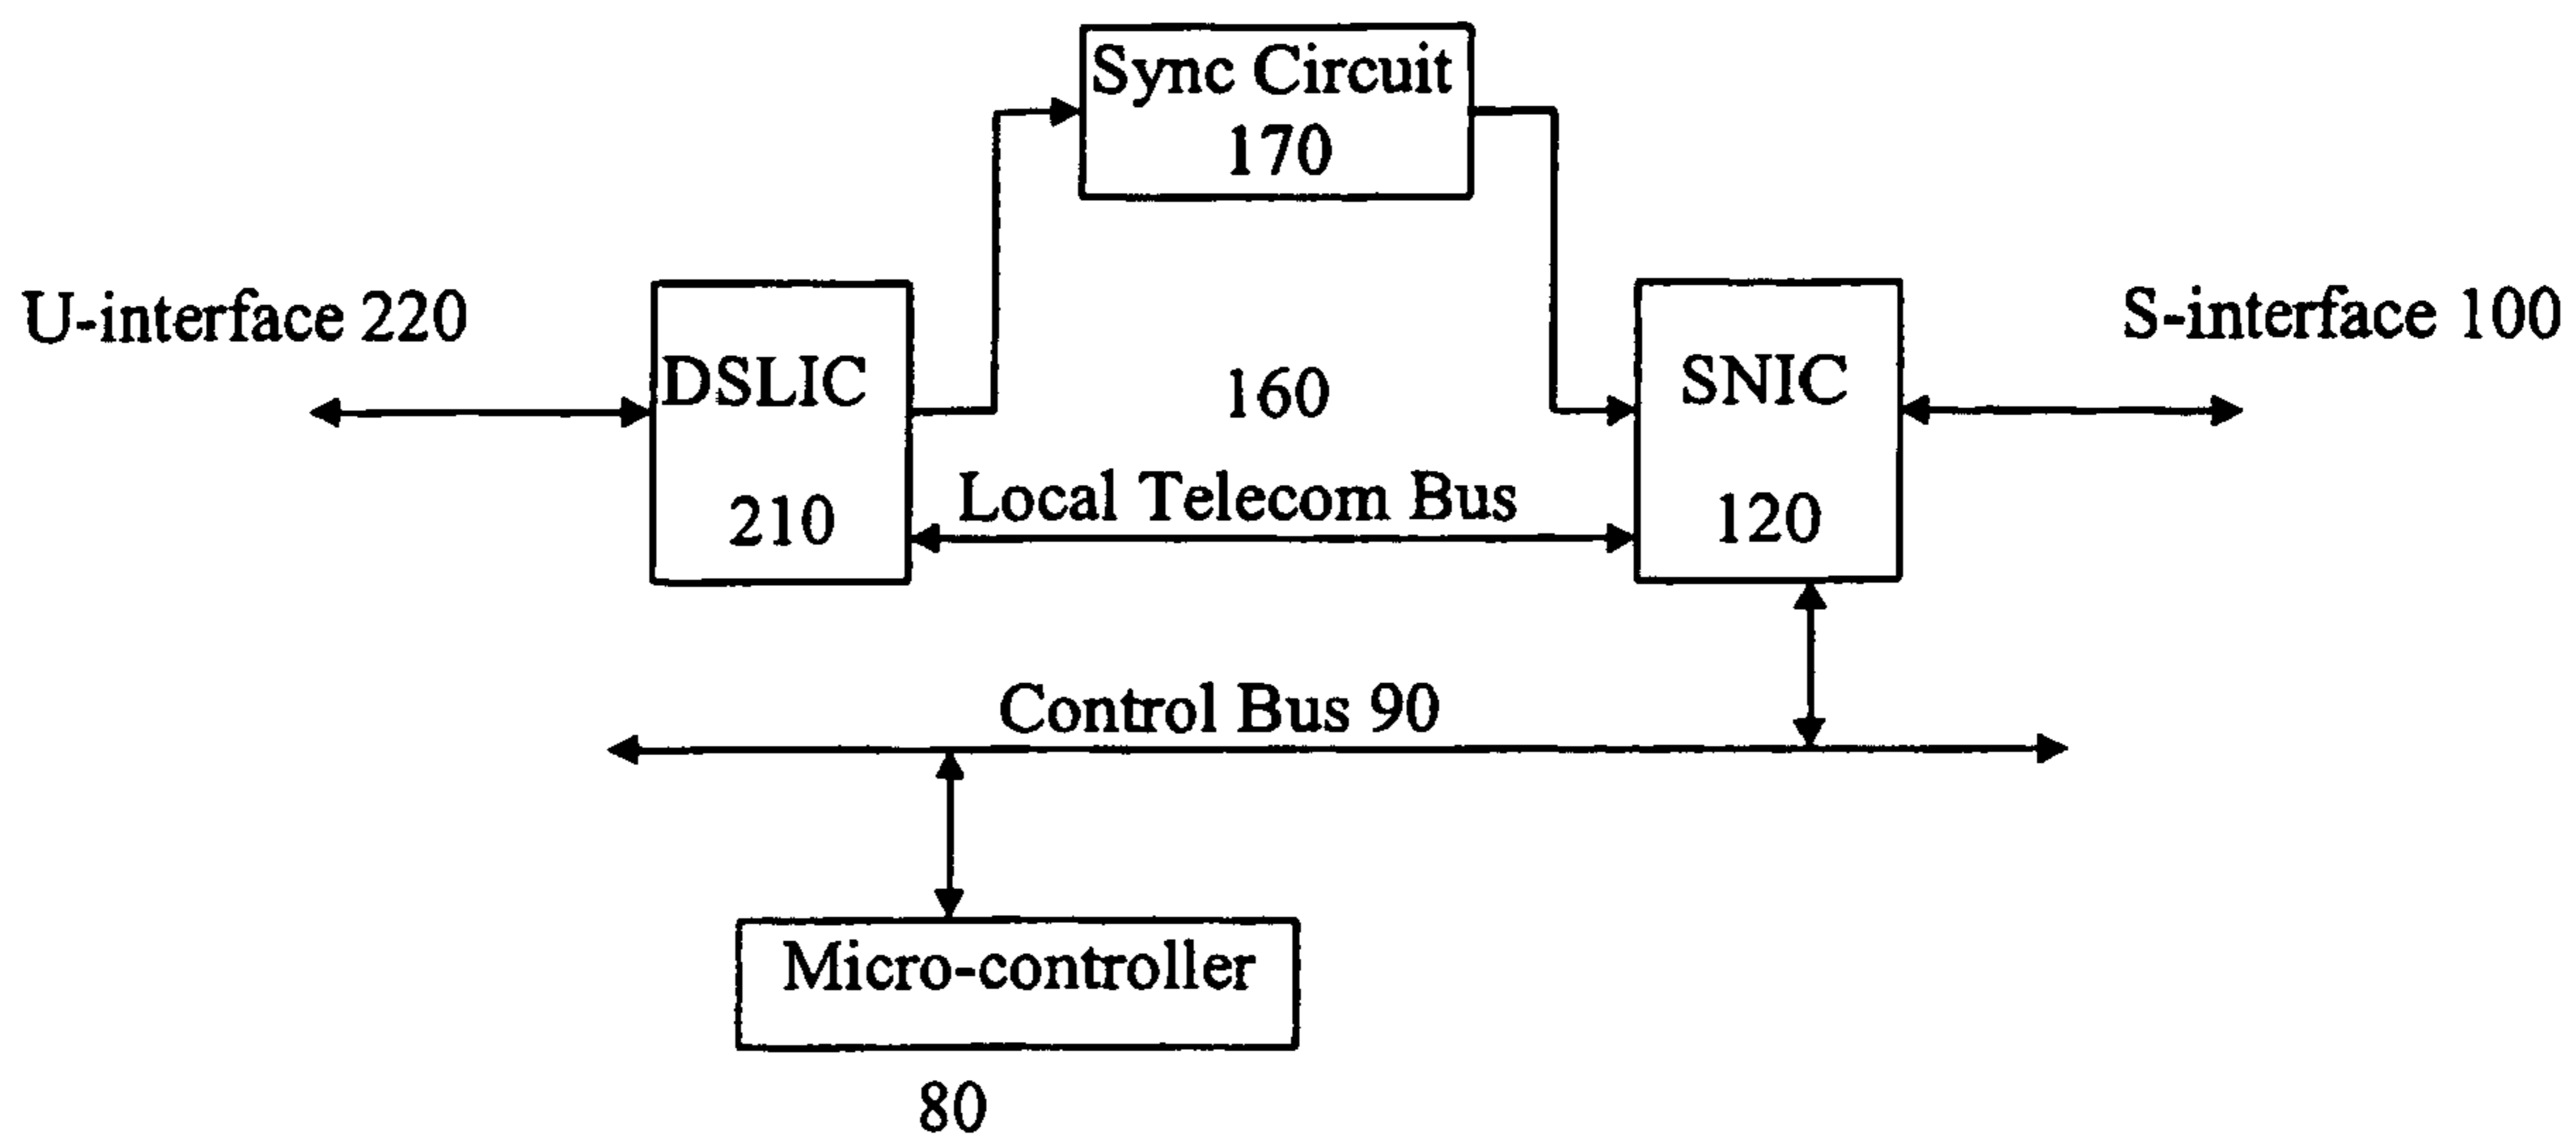 Sync Circuit
170
U-interface 220
S-interface 100
DSLIC
160
SNIC
210
Local Telecom Bus
120
Control Bus 90
Micro-controller
80